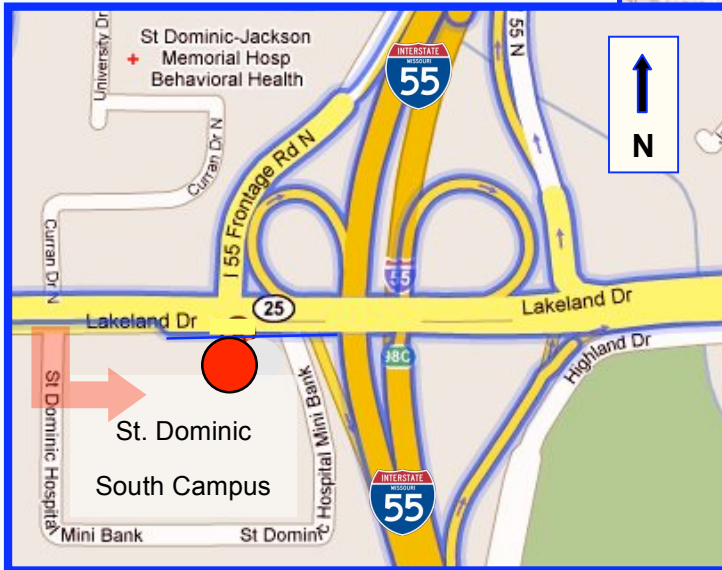 University Dr
St Dominic-Jackson
Memorial Hosp
Behavioral Health
INTERSTATE
MISSOURI
55
55 N
N
Curran Dr N
I 55 Frontage Rd N
Curran Dr N
55
25
Lakeland Dr
Lakeland Dr
98C
Highland Dr
St Dominic Hospital
St. Dominic
South Campus
Hospital Mini Bank
INTERSTATE
MISSOURI
55
Mini Bank
St Dominic